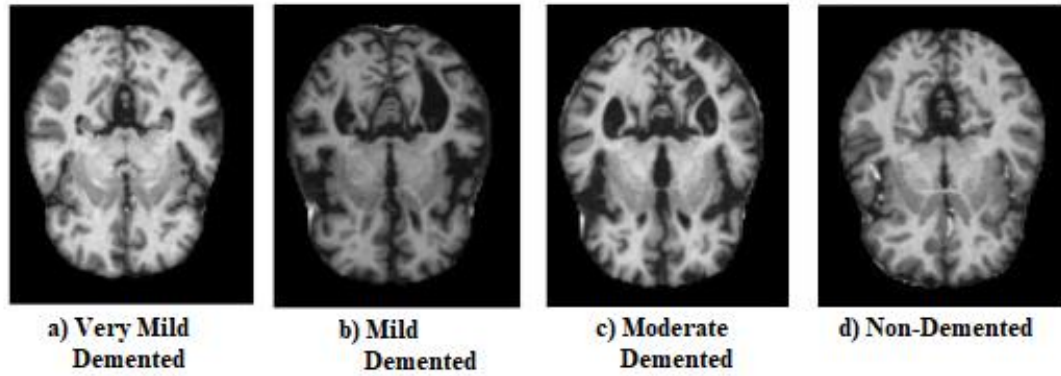 a) Very Mild
Demented
b) Mild
Demented
c) Moderate
Demented
d) Non-Demented